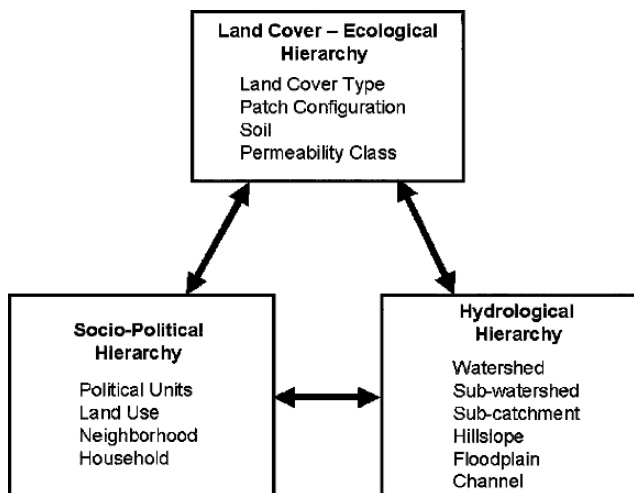 Land Cover – Ecological
Hierarchy
Land Cover Type
Patch Configuration
Soil
Permeability Class
Socio-Political
Hierarchy
Political Units
Land Use
Neighborhood
Household
Hydrological
Hierarchy
Watershed
Sub-watershed
Sub-catchment
Hillslope
Floodplain
Channel